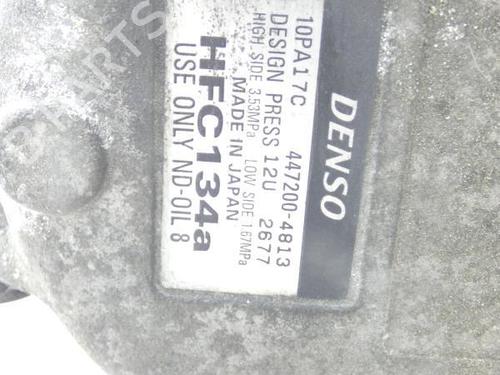 DENSO
10PA17C 447200-4813
DESIGN PRESS 12V 2677
HIGH SIDE 3.53MPa LOW SIDE 1.67MPa
MADE IN JAPAN
HFC134a
USE ONLY ND-OIL 8